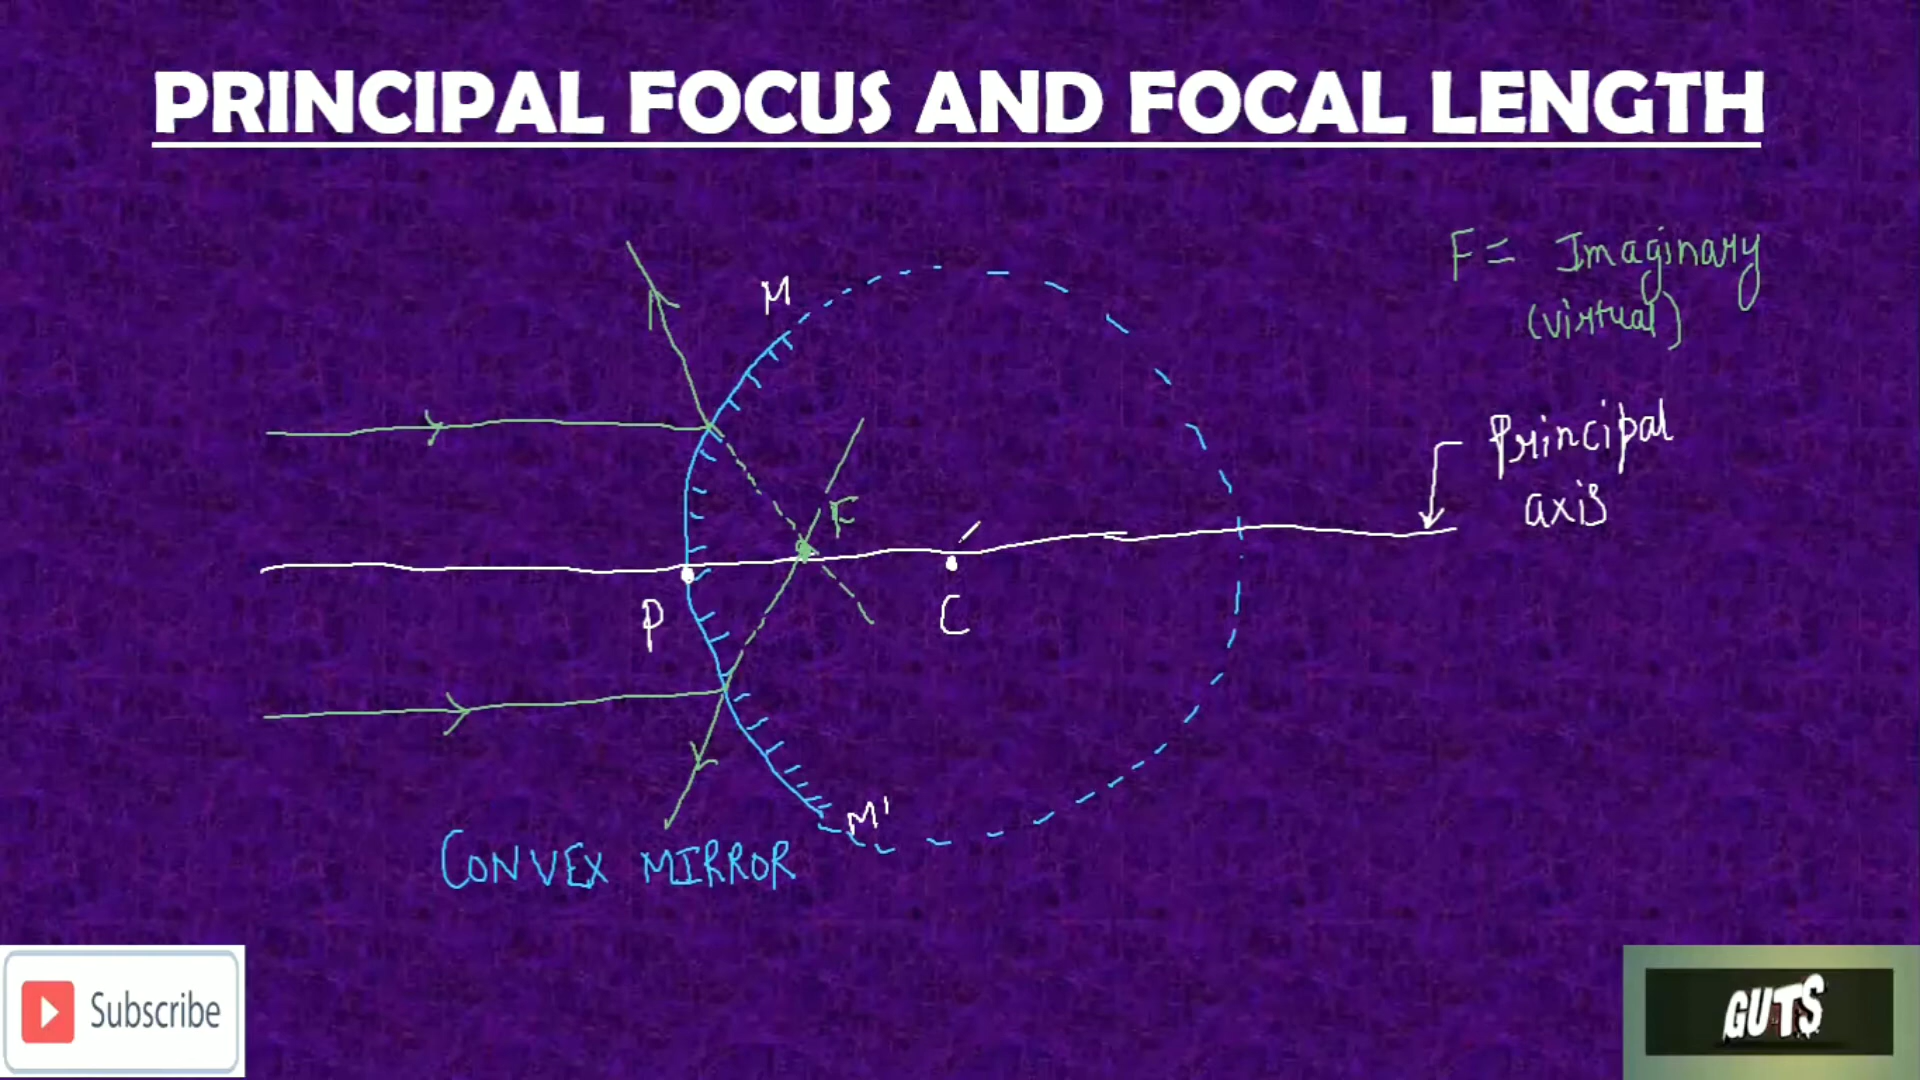 PRINCIPAL FOCUS AND FOCAL LENGTH
F = Imaginary
(virtual)
M
Principal
axis
F
P
C
M'
CONVEX MIRROR
Subscribe
GUTS